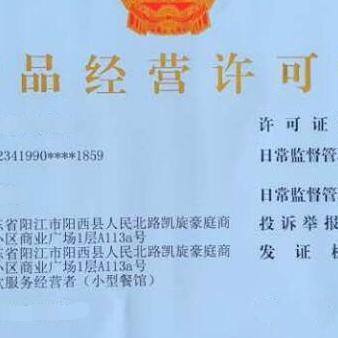 品经营许可
许可证
2341990****1859
日常监督管
日常监督管
东省阳江市阳西县人民北路凯旋豪庭商
小区商业广场1层A113a号
投诉举报
东省阳江市阳西县人民北路凯旋豪庭商
小区商业广场1层A113a号
发证机
饮服务经营者（小型餐馆）